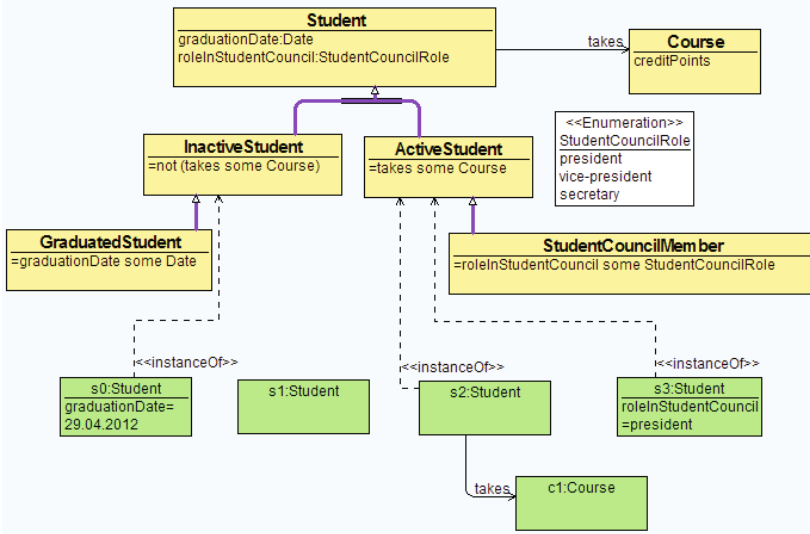 Student
graduationDate:Date
roleInStudentCouncil:StudentCouncilRole
takes
Course
creditPoints
<<Enumeration>>
StudentCouncilRole
president
vice-president
secretary
InactiveStudent
=not (takes some Course)
ActiveStudent
=takes some Course
GraduatedStudent
=graduationDate some Date
StudentCouncilMember
=roleInStudentCouncil some StudentCouncilRole
<<instanceOf>>
<<instanceOf>>
<<instanceOf>>
s0:Student
graduationDate=
29.04.2012
s1:Student
s2:Student
s3:Student
roleInStudentCouncil
=president
takes
c1:Course